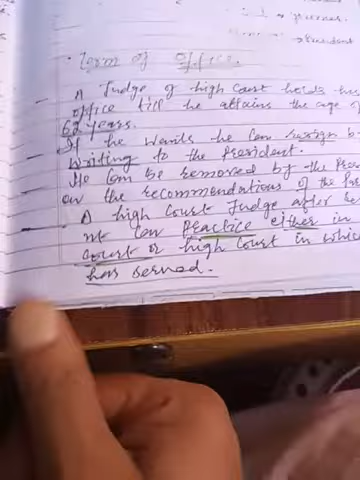 Term of Office.
A Judge of high Court holds his
office till he attains the age of
62 years.
If he wants he can resign by
writing to the President.
He can be removed by the Pres
on the recommendations of the Par
A high Court Judge after re
nt can Practice either in
Court or high Court in which
has served.